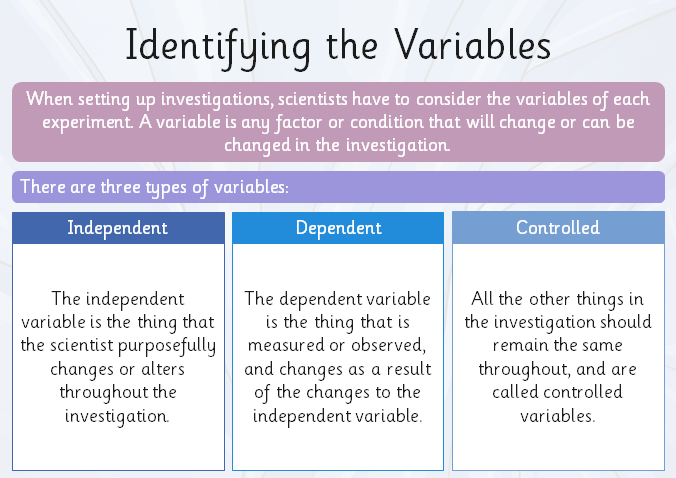 Identifying the Variables
When setting up investigations, scientists have to consider the variables of each
experiment. A variable is any factor or condition that will change or can be
changed in the investigation.
There are three types of variables:
Independent
The independent
variable is the thing that
the scientist purposefully
changes or alters
throughout the
investigation.
Dependent
The dependent variable
is the thing that is
measured or observed,
and changes as a result
of the changes to the
independent variable.
Controlled
All the other things in
the investigation should
remain the same
throughout, and are
called controlled
variables.